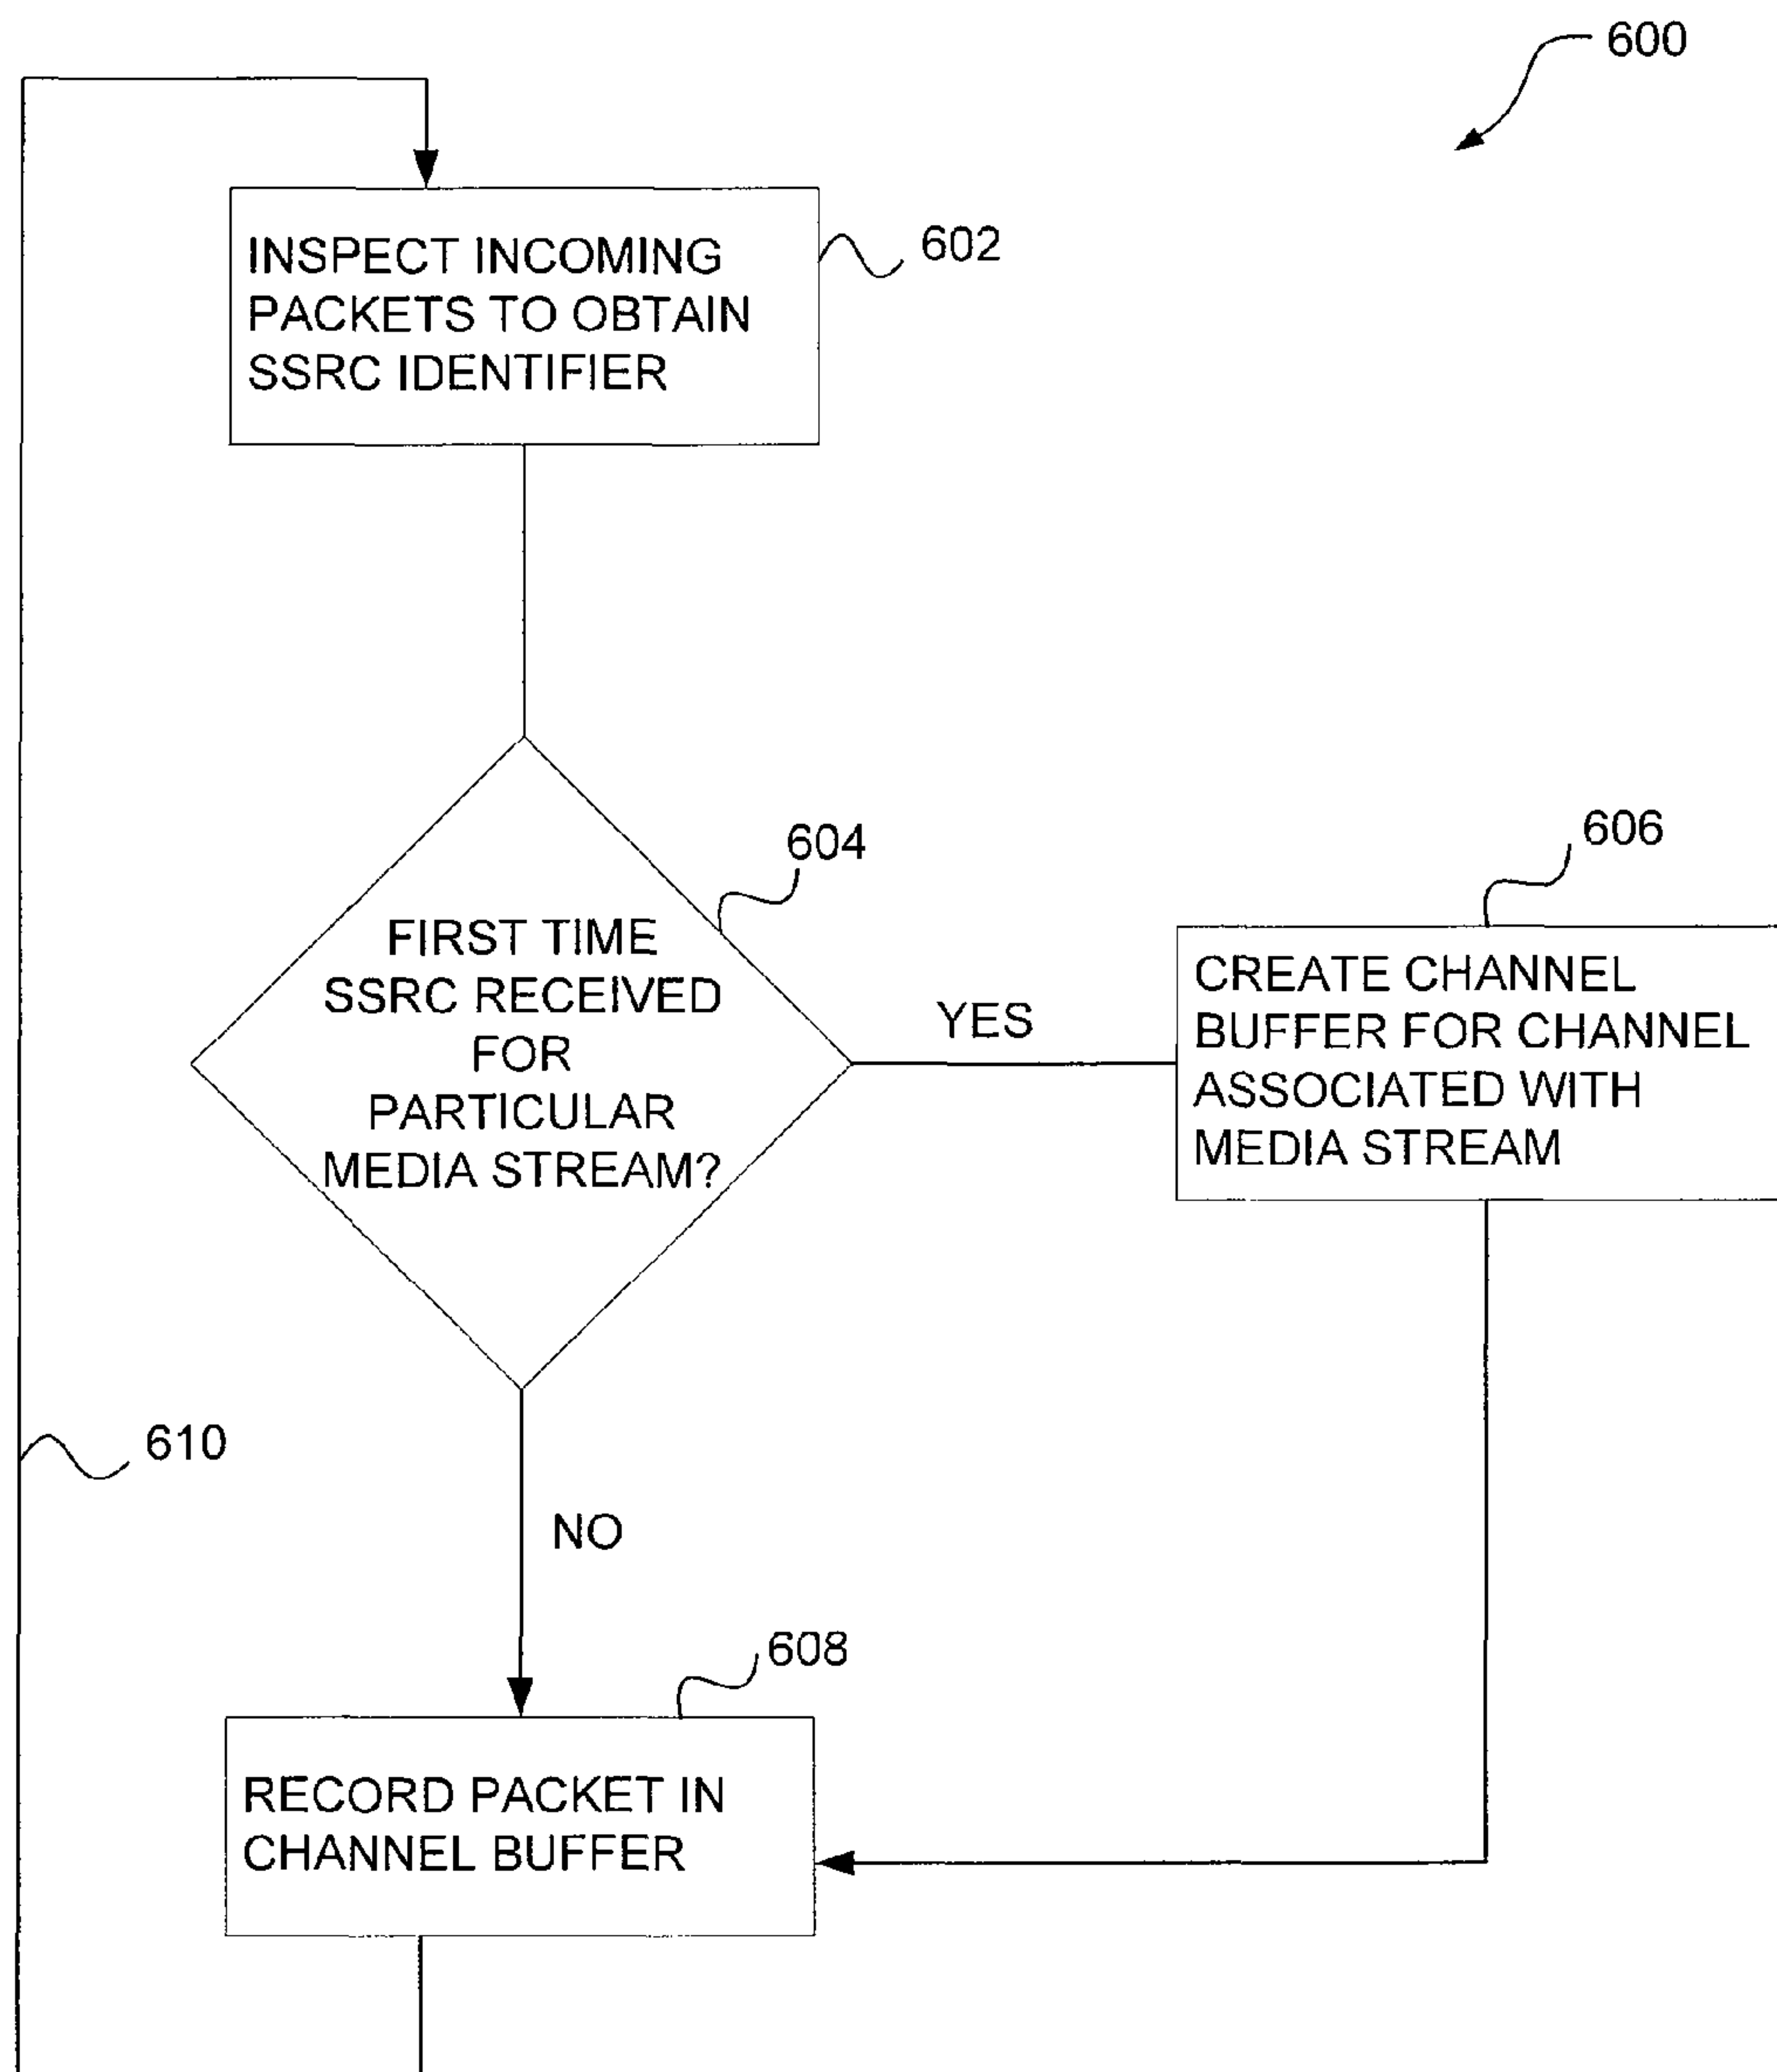 600
INSPECT INCOMING
PACKETS TO OBTAIN
SSRC IDENTIFIER
602
604
FIRST TIME
SSRC RECEIVED
FOR
PARTICULAR
MEDIA STREAM?
YES
606
CREATE CHANNEL
BUFFER FOR CHANNEL
ASSOCIATED WITH
MEDIA STREAM
610
NO
608
RECORD PACKET IN
CHANNEL BUFFER